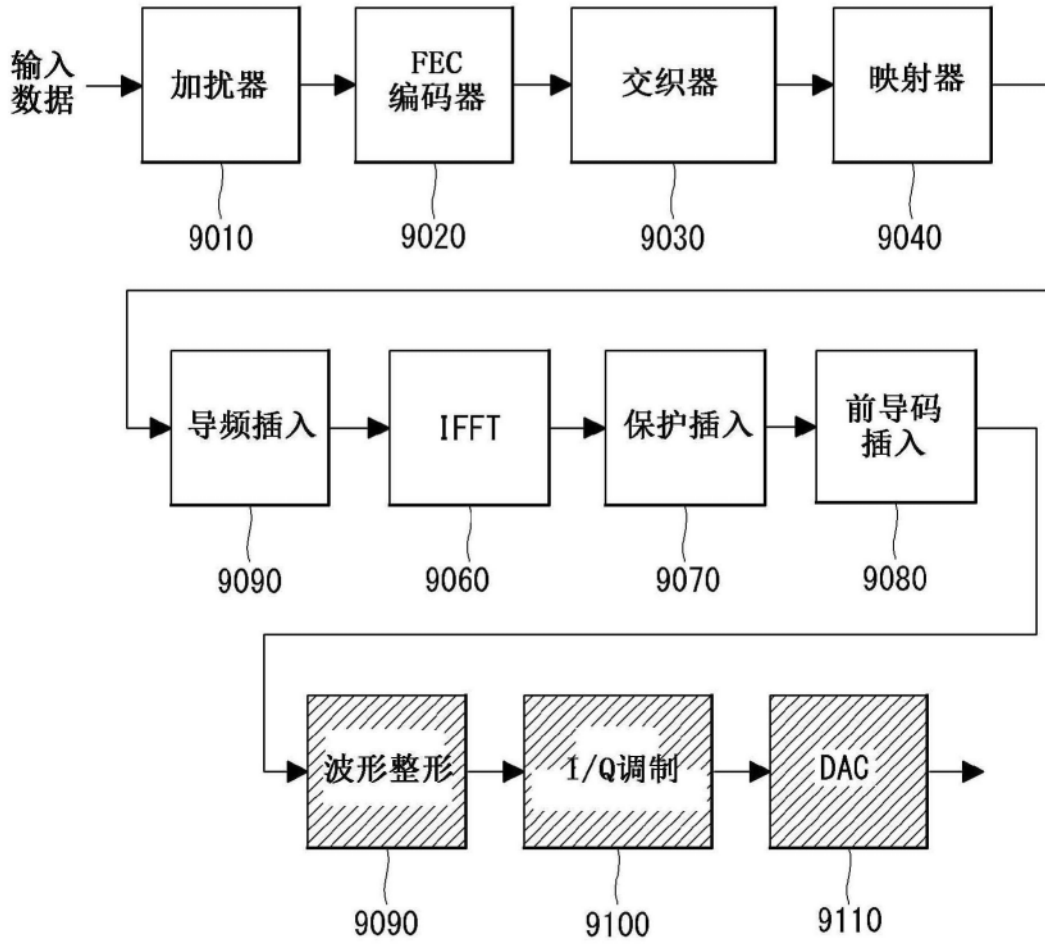 输入
数据
加扰器
FEC
编码器
交织器
映射器
9010
9020
9030
9040
导频插入
IFFT
保护插入
前导码
插入
9090
9060
9070
9080
波形整形
I/Q调制
DAC
9090
9100
9110